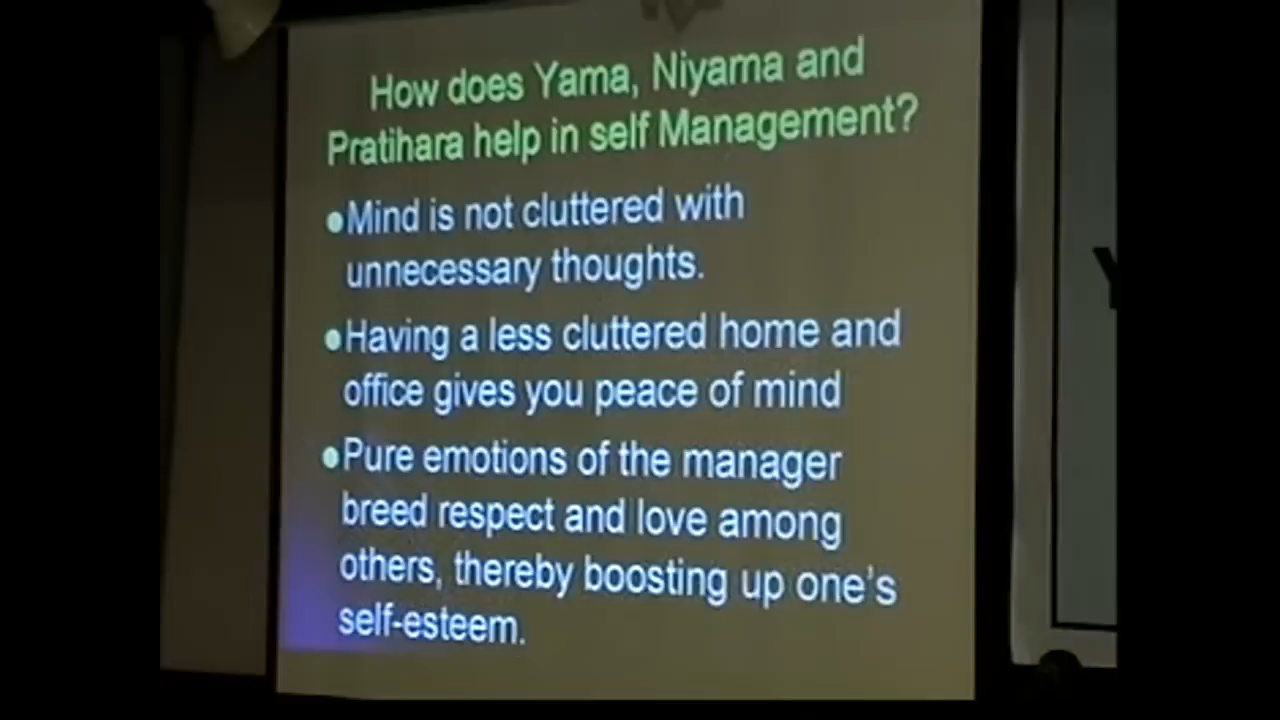 How does Yama, Niyama and
Pratihara help in self Management?
●Mind is not cluttered with
unnecessary thoughts.
●Having a less cluttered home and
office gives you peace of mind
●Pure emotions of the manager
breed respect and love among
others, thereby boosting up one's
self-esteem.